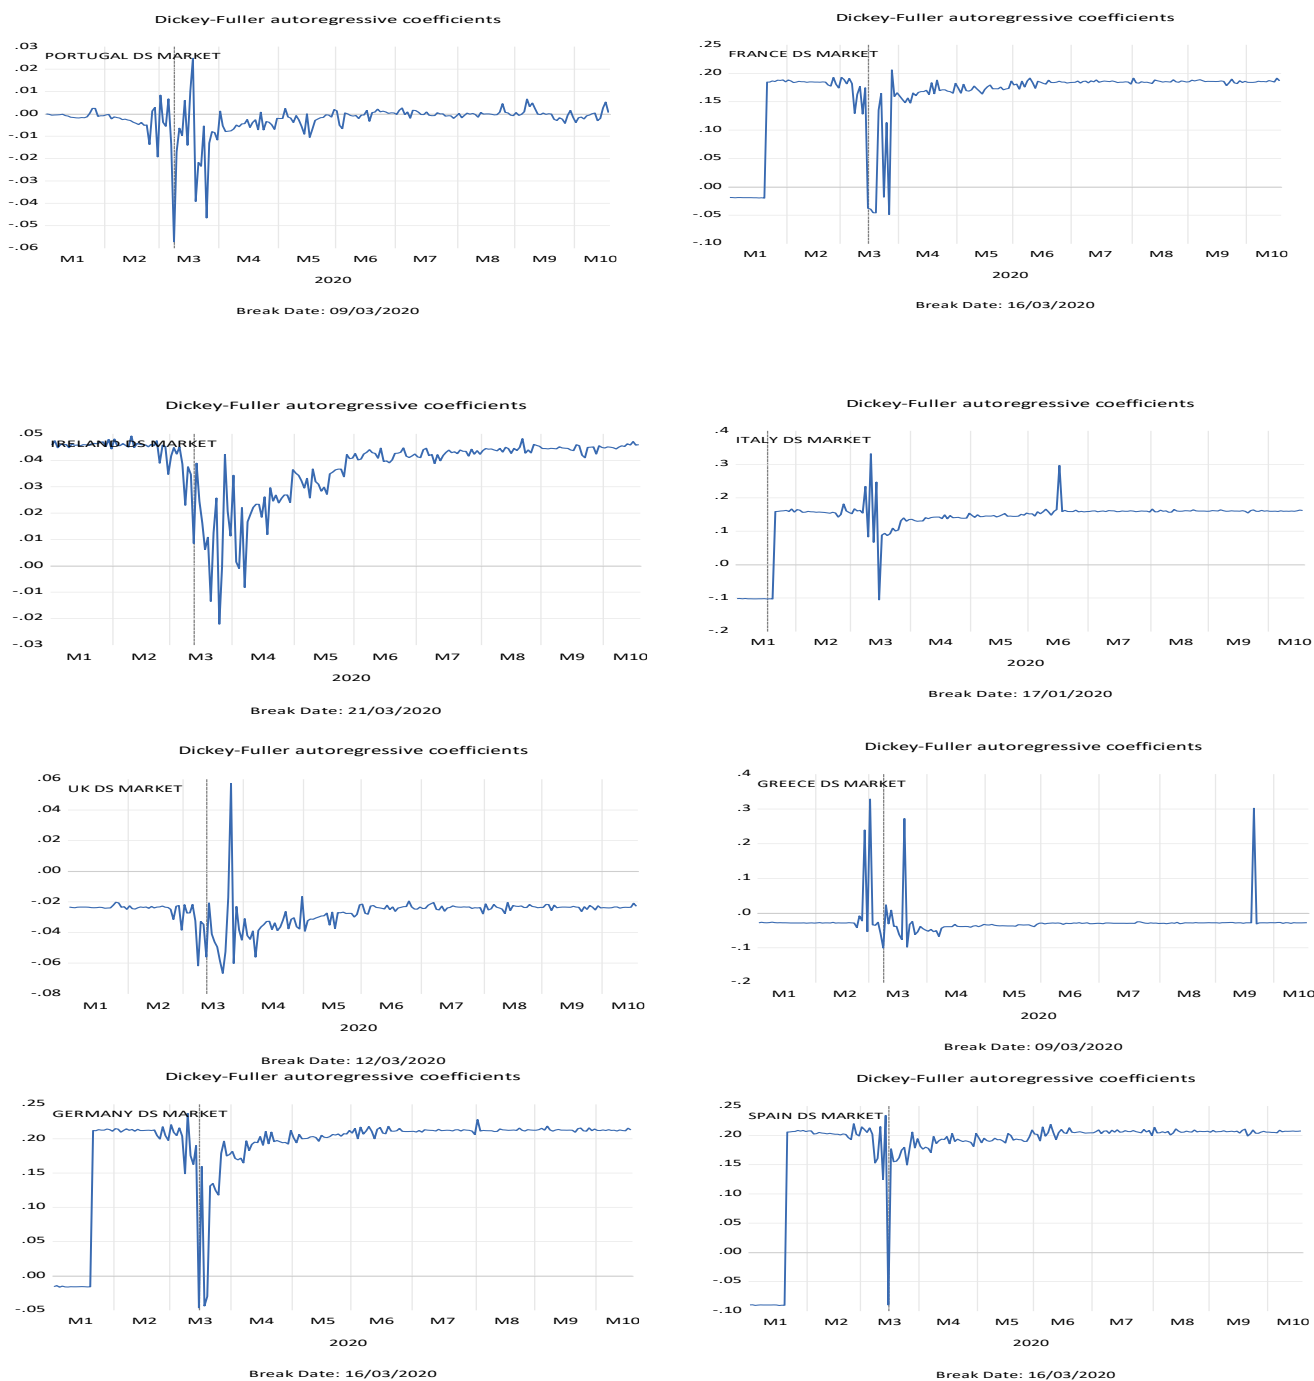 Dickey-Fuller autoregressive coefficients
.03
PORTUGAL DS MARKET
.02
.01
.00
-.01
-.02
-.03
-.04
-.05
-.06
M1 M2 M3 M4 M5 M6 M7 M8 M9 M10
2020
Break Date: 09/03/2020
Dickey-Fuller autoregressive coefficients
.25
FRANCE DS MARKET
.20
.15
.10
.05
.00
-.05
-.10
M1 M2 M3 M4 M5 M6 M7 M8 M9 M10
2020
Break Date: 16/03/2020
Dickey-Fuller autoregressive coefficients
.05
IRELAND DS MARKET
.04
.03
.02
.01
.00
-.01
-.02
-.03
M1 M2 M3 M4 M5 M6 M7 M8 M9 M10
2020
Break Date: 21/03/2020
Dickey-Fuller autoregressive coefficients
.4
ITALY DS MARKET
.3
.2
.1
.0
-.1
-.2
M1 M2 M3 M4 M5 M6 M7 M8 M9 M10
2020
Break Date: 17/01/2020
Dickey-Fuller autoregressive coefficients
.06
UK DS MARKET
.04
.02
.00
-.02
-.04
-.06
-.08
M1 M2 M3 M4 M5 M6 M7 M8 M9 M10
2020
Break Date: 12/03/2020
Dickey-Fuller autoregressive coefficients
.4
GREECE DS MARKET
.3
.2
.1
.0
-.1
-.2
M1 M2 M3 M4 M5 M6 M7 M8 M9 M10
2020
Break Date: 09/03/2020
Dickey-Fuller autoregressive coefficients
.25
GERMANY DS MARKET
.20
.15
.10
.05
.00
-.05
M1 M2 M3 M4 M5 M6 M7 M8 M9 M10
2020
Break Date: 16/03/2020
Dickey-Fuller autoregressive coefficients
.25
SPAIN DS MARKET
.20
.15
.10
.05
.00
-.05
-.10
M1 M2 M3 M4 M5 M6 M7 M8 M9 M10
2020
Break Date: 16/03/2020